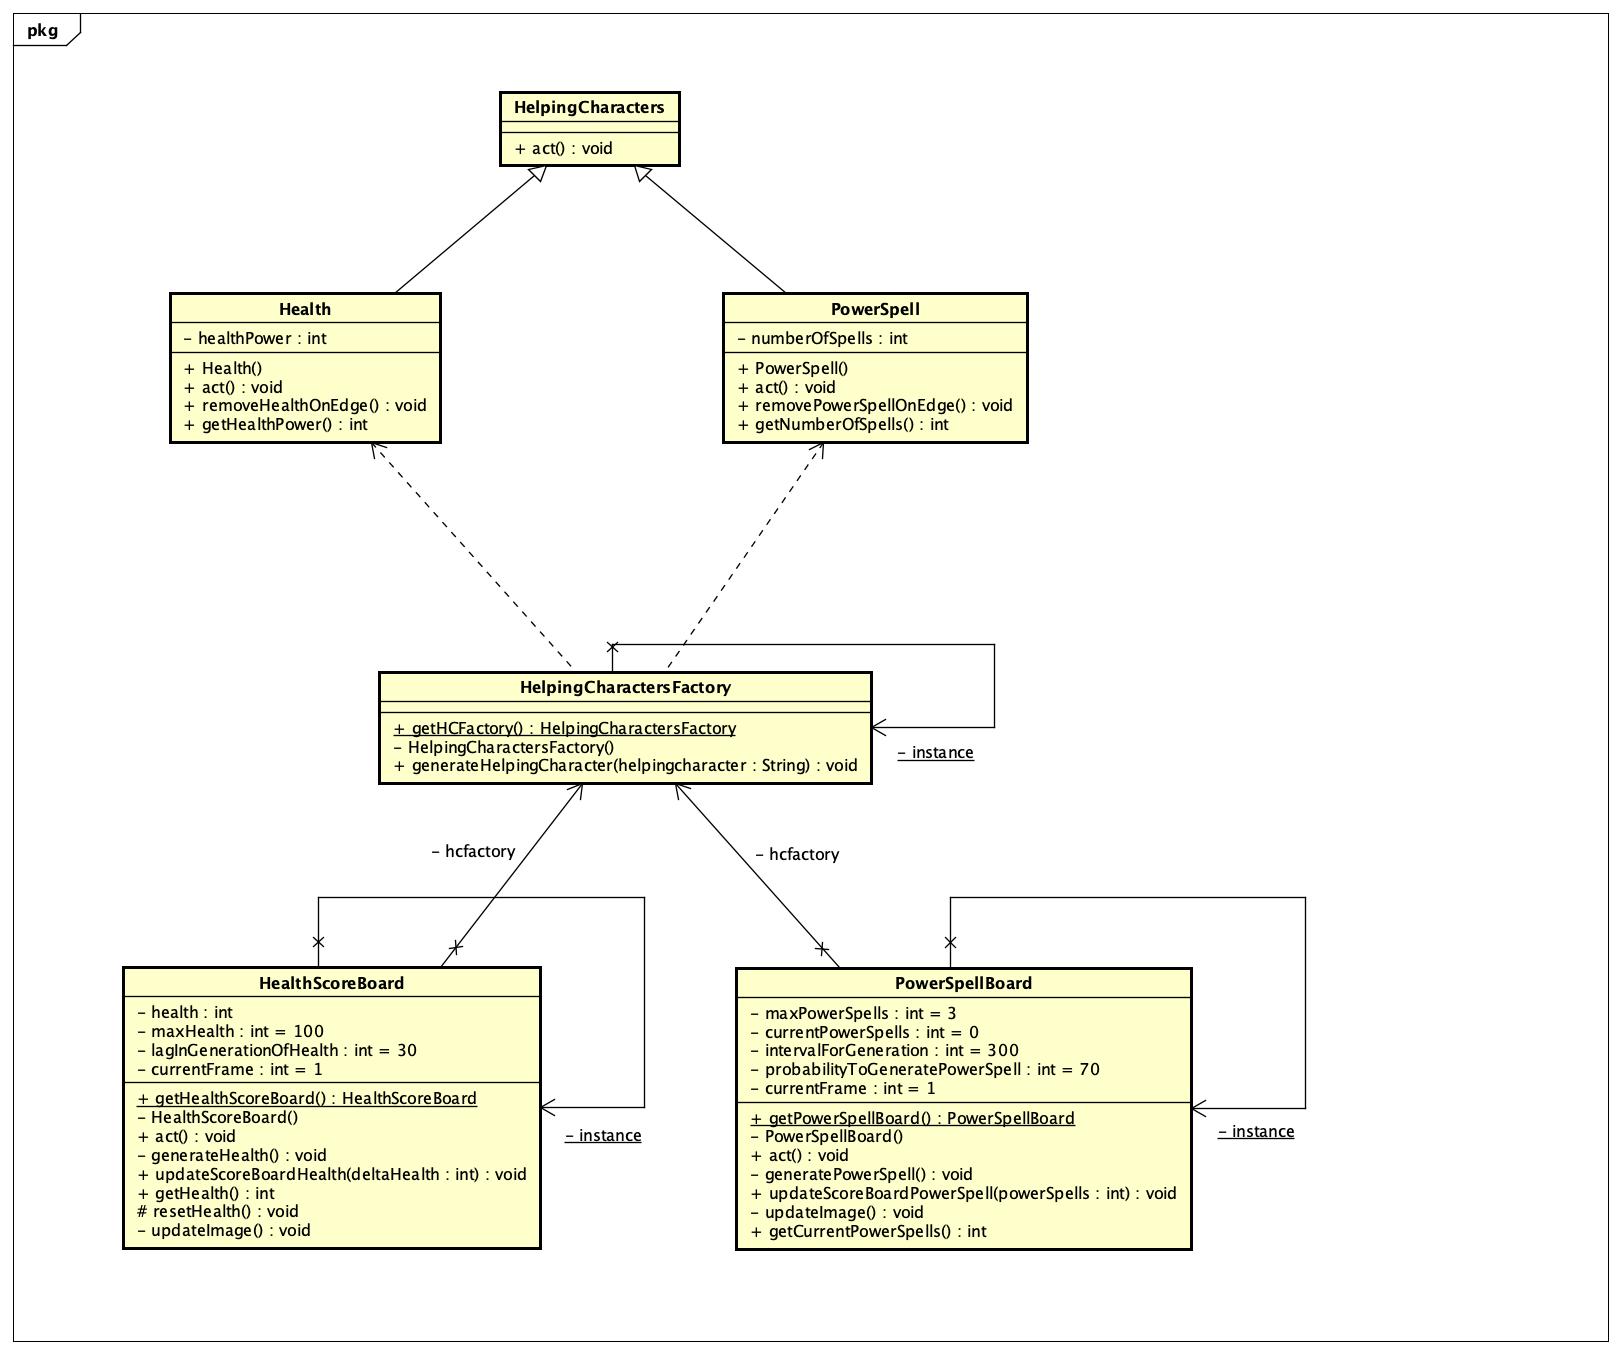 pkg
HelpingCharacters
+ act() : void
Health
- healthPower : int
+ Health()
+ act() : void
+ removeHealthOnEdge() : void
+ getHealthPower() : int
PowerSpell
- numberOfSpells : int
+ PowerSpell()
+ act() : void
+ removePowerSpellOnEdge() : void
+ getNumberOfSpells() : int
HelpingCharactersFactory
+ getHCFactory() : HelpingCharactersFactory
- HelpingCharactersFactory()
+ generateHelpingCharacter(helpingcharacter : String) : void
- instance
- hcfactory
- hcfactory
HealthScoreBoard
- health : int
- maxHealth : int = 100
- lagInGenerationOfHealth : int = 30
- currentFrame : int = 1
+ getHealthScoreBoard() : HealthScoreBoard
- HealthScoreBoard()
+ act() : void
- generateHealth() : void
+ updateScoreBoardHealth(deltaHealth : int) : void
+ getHealth() : int
# resetHealth() : void
- updateImage() : void
- instance
PowerSpellBoard
- maxPowerSpells : int = 3
- currentPowerSpells : int = 0
- intervalForGeneration : int = 300
- probabilityToGeneratePowerSpell : int = 70
- currentFrame : int = 1
+ getPowerSpellBoard() : PowerSpellBoard
- PowerSpellBoard()
+ act() : void
- generatePowerSpell() : void
+ updateScoreBoardPowerSpell(powerSpells : int) : void
- updateImage() : void
+ getCurrentPowerSpells() : int
- instance